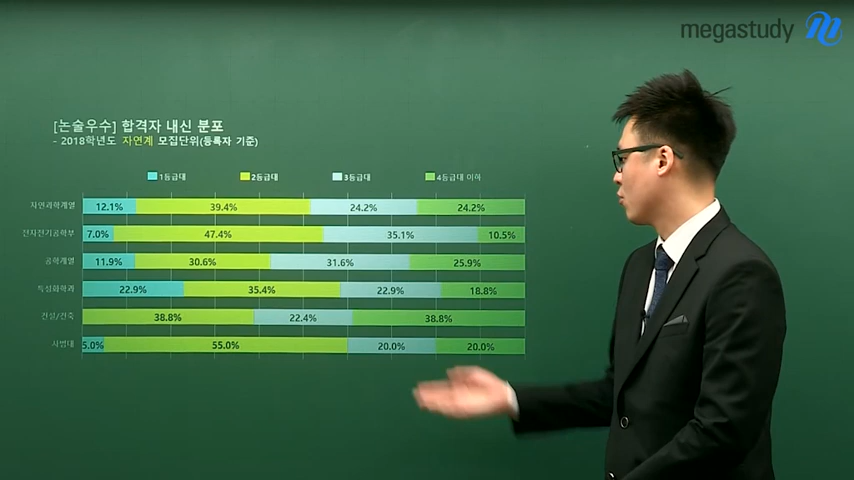 megastudy
[논술우수] 합격자 내신 분포
- 2018학년도 자연계 모집단위(등록자 기준)
1등급대 2등급대 3등급대 4등급대 이하
자연과학계열 12.1% 39.4% 24.2% 24.2%
전자전기공학부 7.0% 47.4% 35.1% 10.5%
공학계열 11.9% 30.6% 31.6% 25.9%
특성화학과 22.9% 35.4% 22.9% 18.8%
건설/건축 38.8% 22.4% 38.8%
사범대 5.0% 55.0% 20.0% 20.0%